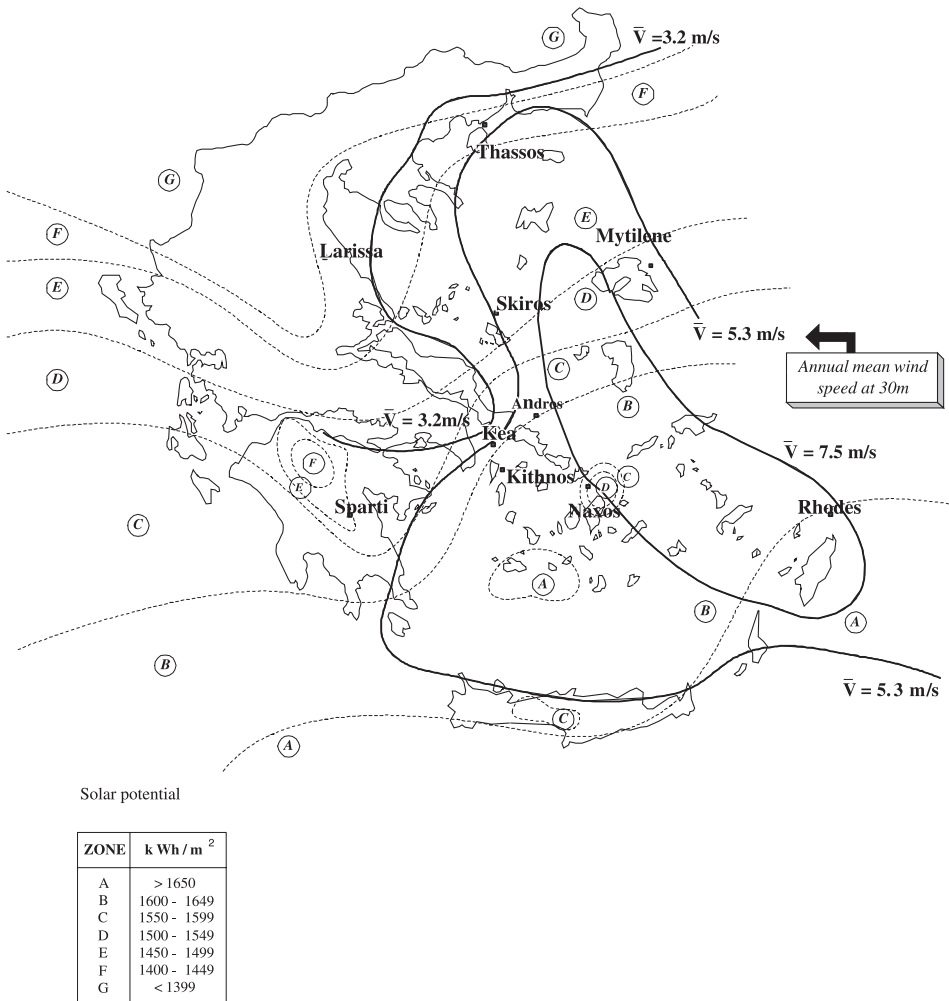 G
V̅ =3.2 m/s
F
Thassos
G
E
F
Mytilene
Larissa
E
D
Skiros
V̅ = 5.3 m/s
Annual mean wind
speed at 30m
C
D
B
Andros
V̅ = 3.2m/s
Kea
V̅ = 7.5 m/s
F
Kithnos
C
E
D
Sparti
Naxos
Rhodes
C
A
B
A
B
V̅ = 5.3 m/s
C
A
Solar potential
ZONE k Wh / m 2
A > 1650
B 1600 - 1649
C 1550 - 1599
D 1500 - 1549
E 1450 - 1499
F 1400 - 1449
G < 1399